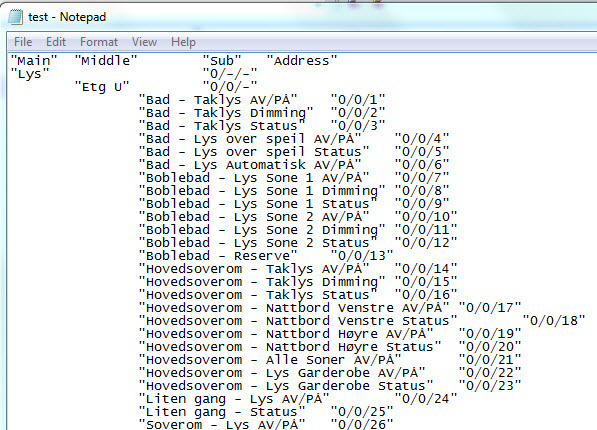 test - Notepad
File Edit Format View Help
"Main" "Middle" "Sub" "Address"
"Lys" "0/-/-"
"Etg U" "0/0/-"
"Bad - Taklys AV/PÅ" "0/0/1"
"Bad - Taklys Dimming" "0/0/2"
"Bad - Taklys Status" "0/0/3"
"Bad - Lys over speil AV/PÅ" "0/0/4"
"Bad - Lys over speil Status" "0/0/5"
"Bad - Lys Automatisk AV/PÅ" "0/0/6"
"Boblebad - Lys Sone 1 AV/PÅ" "0/0/7"
"Boblebad - Lys Sone 1 Dimming" "0/0/8"
"Boblebad - Lys Sone 1 Status" "0/0/9"
"Boblebad - Lys Sone 2 AV/PÅ" "0/0/10"
"Boblebad - Lys Sone 2 Dimming" "0/0/11"
"Boblebad - Lys Sone 2 Status" "0/0/12"
"Boblebad - Reserve" "0/0/13"
"Hovedsoverom - Taklys AV/PÅ" "0/0/14"
"Hovedsoverom - Taklys Dimming" "0/0/15"
"Hovedsoverom - Taklys Status" "0/0/16"
"Hovedsoverom - Nattbord Venstre AV/PÅ" "0/0/17"
"Hovedsoverom - Nattbord Venstre Status" "0/0/18"
"Hovedsoverom - Nattbord Høyre AV/PÅ" "0/0/19"
"Hovedsoverom - Nattbord Høyre Status" "0/0/20"
"Hovedsoverom - Alle Soner AV/PÅ" "0/0/21"
"Hovedsoverom - Lys Garderobe AV/PÅ" "0/0/22"
"Hovedsoverom - Lys Garderobe Status" "0/0/23"
"Liten gang - Lys AV/PÅ" "0/0/24"
"Liten gang - Status" "0/0/25"
"Soverom - Lys AV/PÅ" "0/0/26"